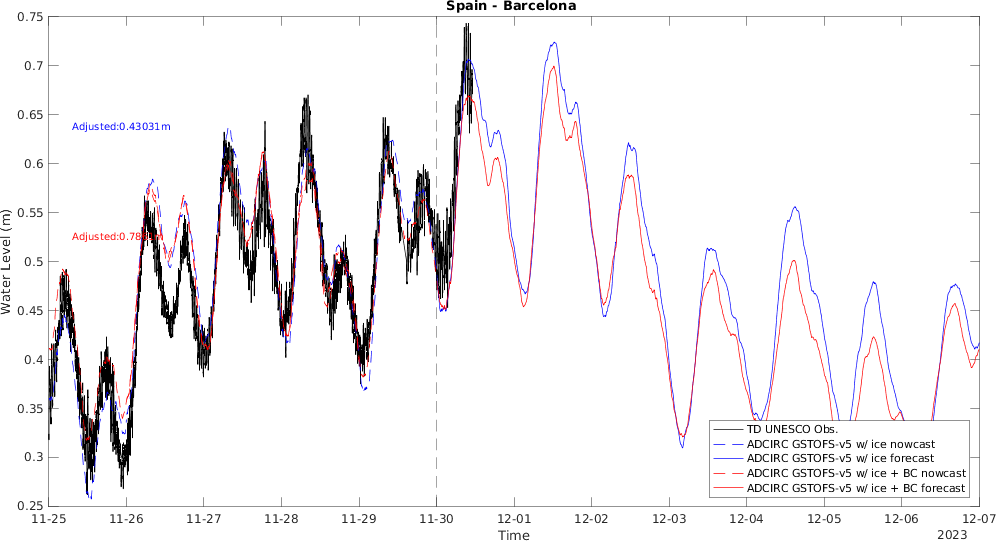 Spain - Barcelona
0.75
0.7
0.65
0.6
0.55
0.5
0.45
0.4
0.35
0.3
0.25
Water Level (m)
Adjusted:0.43031m
TD UNESCO Obs.
ADCIRC GSTOFS-v5 w/ ice nowcast
ADCIRC GSTOFS-v5 w/ ice forecast
ADCIRC GSTOFS-v5 w/ ice + BC nowcast
ADCIRC GSTOFS-v5 w/ ice + BC forecast
11-25 11-26 11-27 11-28 11-29 11-30 12-01 12-02 12-03 12-04 12-05 12-06 12-07
Time
2023